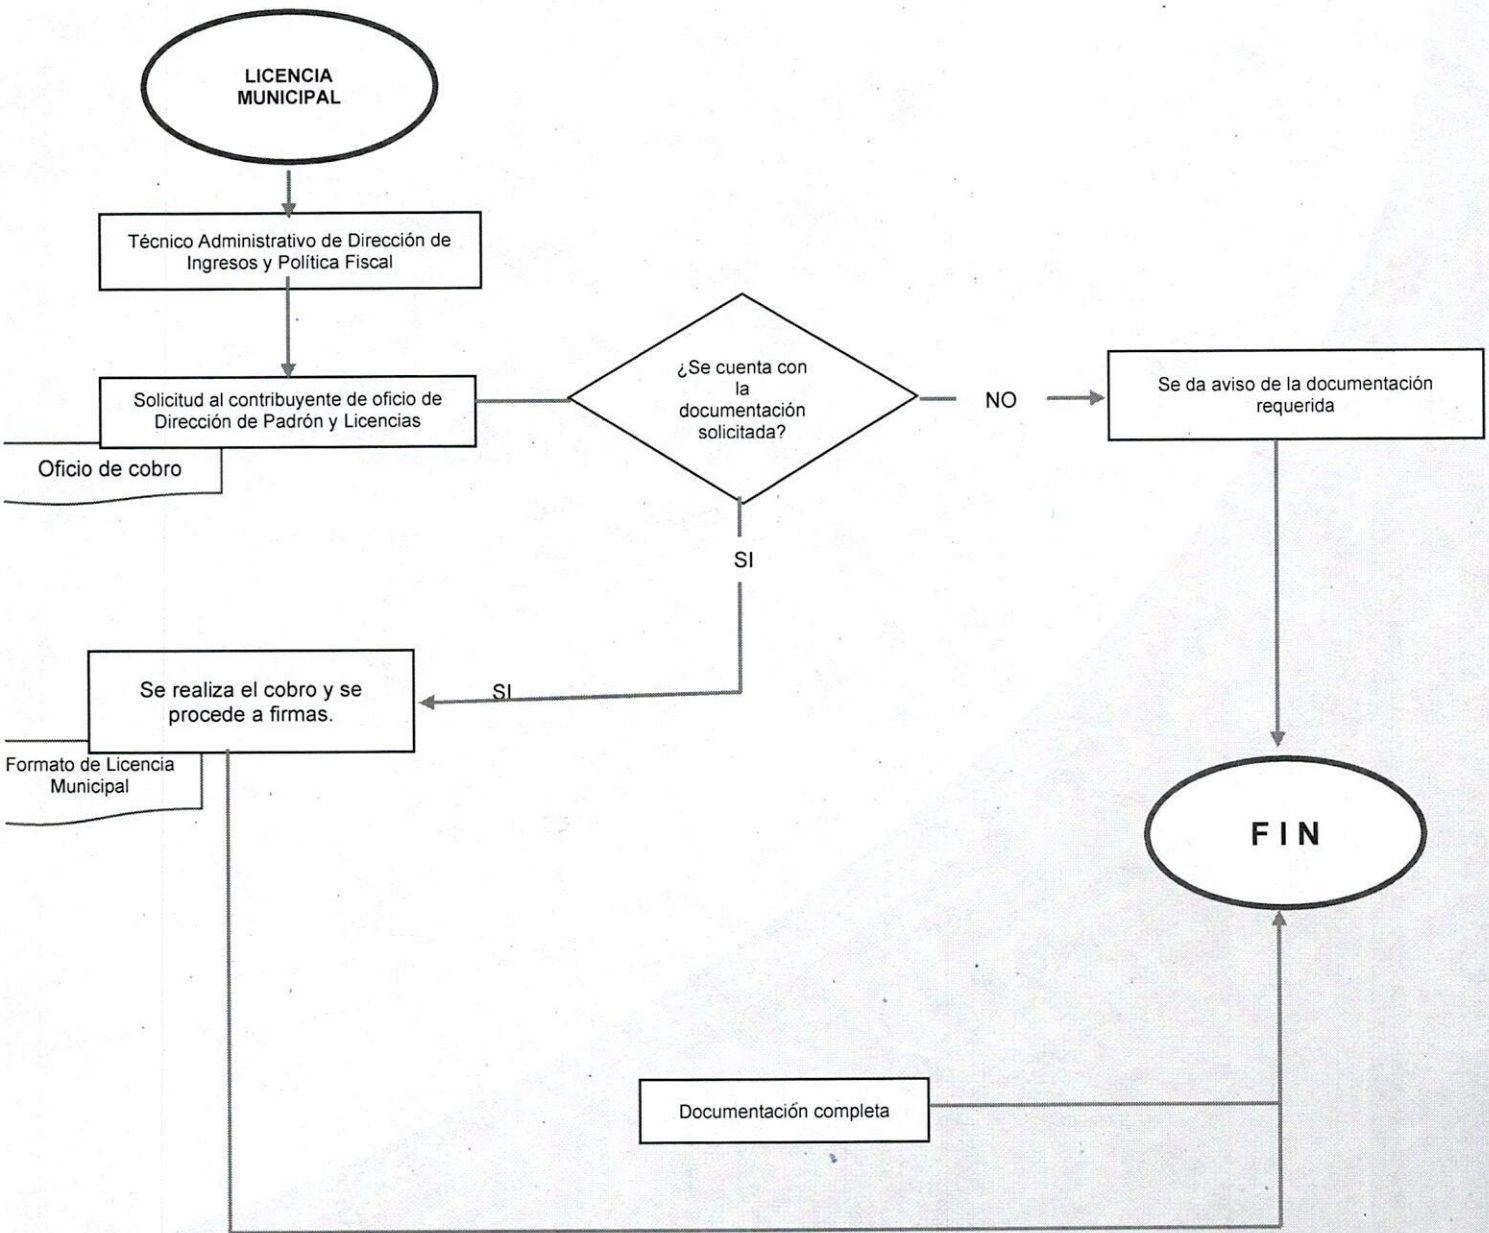 LICENCIA
MUNICIPAL
Técnico Administrativo de Dirección de
Ingresos y Política Fiscal
Solicitud al contribuyente de oficio de
Dirección de Padrón y Licencias
Oficio de cobro
¿Se cuenta con
la
documentación
solicitada?
NO
Se da aviso de la documentación
requerida
SI
SI
Se realiza el cobro y se
procede a firmas.
Formato de Licencia
Municipal
F I N
Documentación completa